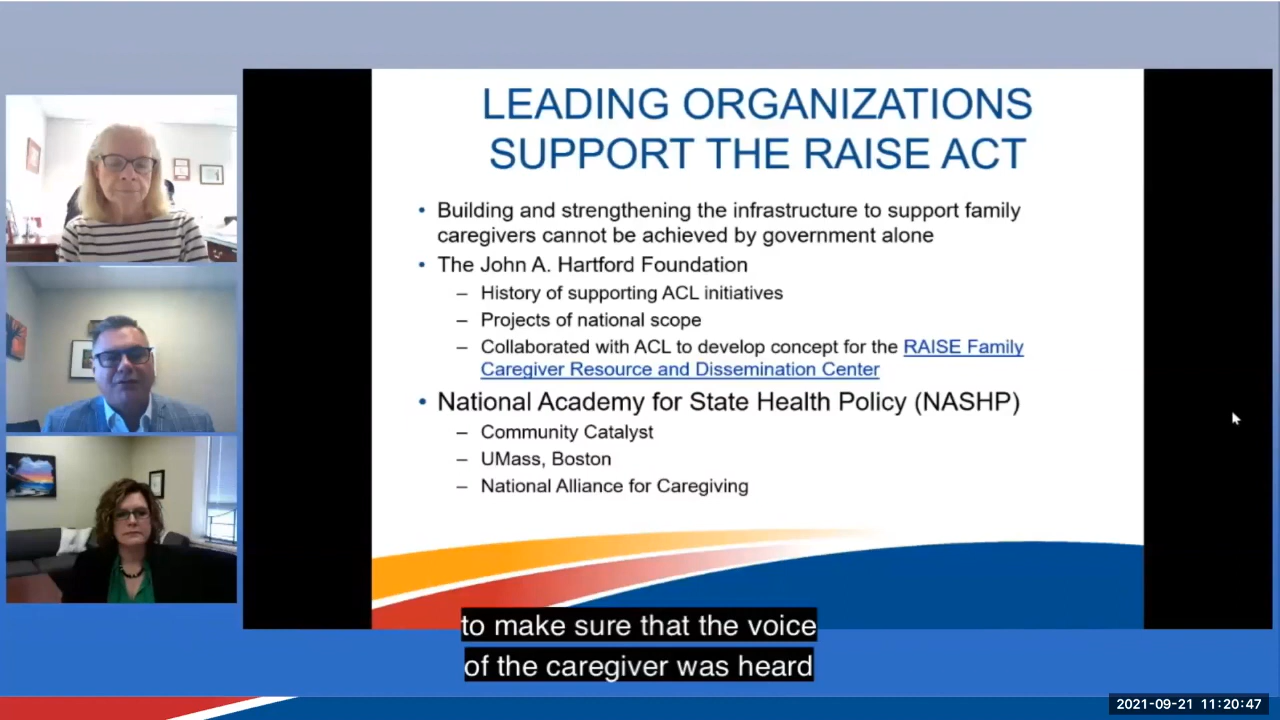 LEADING ORGANIZATIONS
SUPPORT THE RAISE ACT
• Building and strengthening the infrastructure to support family
caregivers cannot be achieved by government alone
• The John A. Hartford Foundation
– History of supporting ACL initiatives
– Projects of national scope
– Collaborated with ACL to develop concept for the RAISE Family
Caregiver Resource and Dissemination Center
• National Academy for State Health Policy (NASHP)
– Community Catalyst
– UMass, Boston
– National Alliance for Caregiving
to make sure that the voice
of the caregiver was heard
2021-09-21 11:20:47